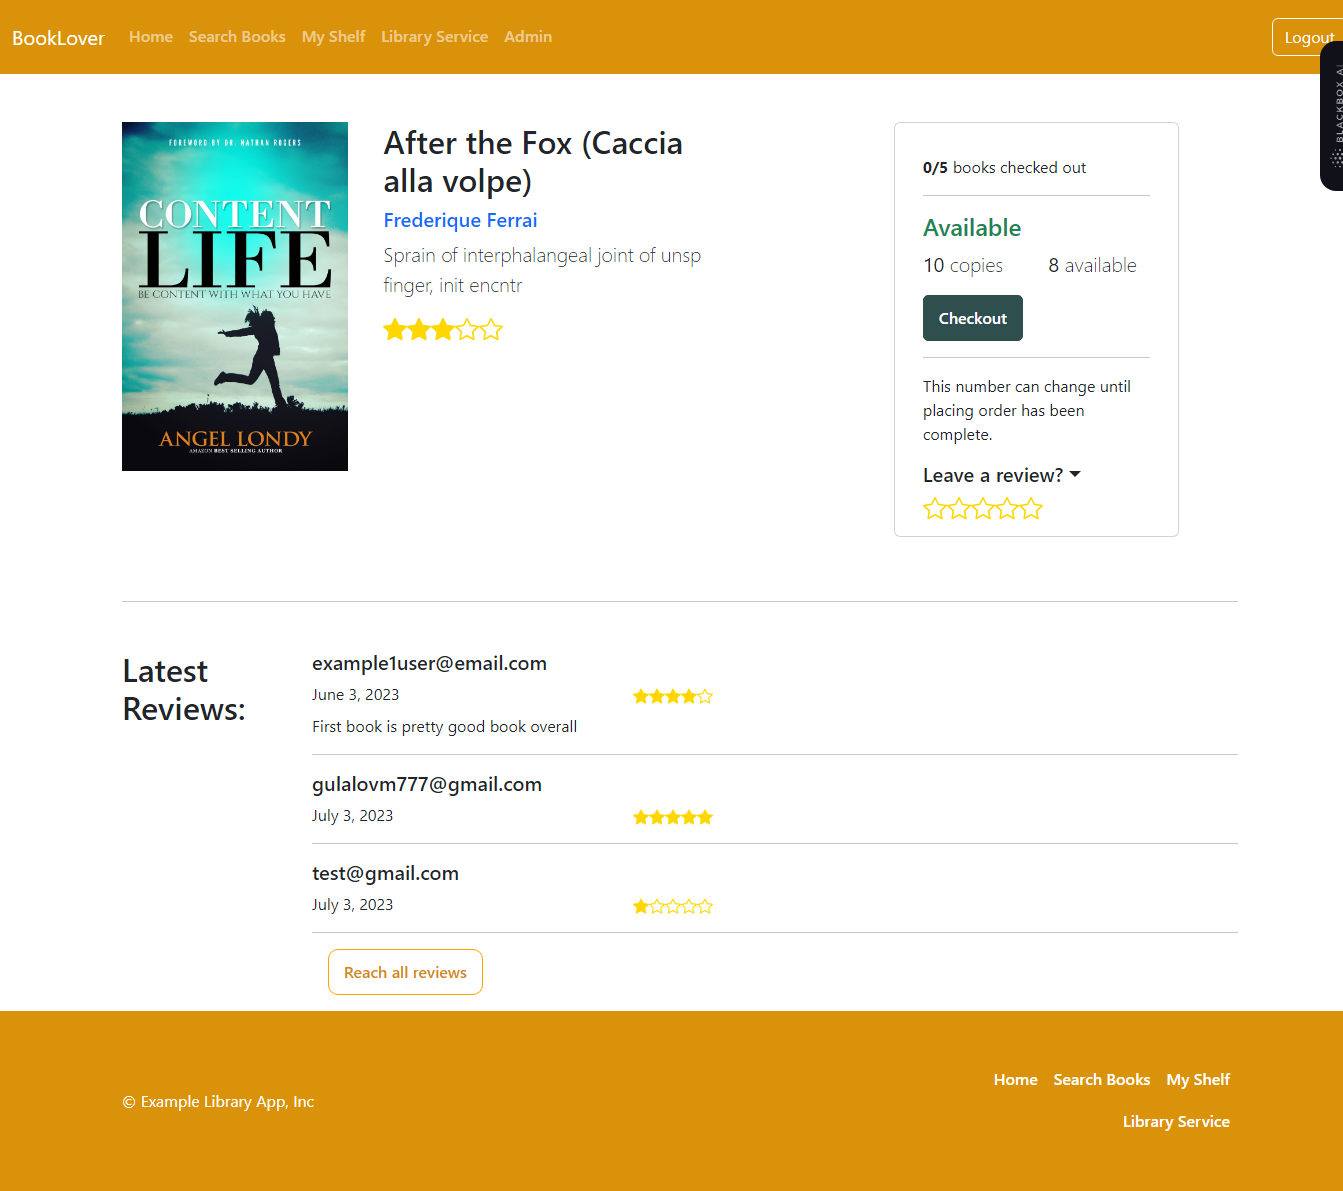 BookLover Home Search Books My Shelf Library Service Admin Logout
BLACKBOX AI
FOREWORD BY DR. NATHAN ROGERS
CONTENT
LIFE
BE CONTENT WITH WHAT YOU HAVE
ANGEL LONDY
AMAZON BEST SELLING AUTHOR
After the Fox (Caccia
alla volpe)
Frederique Ferrai
Sprain of interphalangeal joint of unsp
finger, init encntr
0/5 books checked out
Available
10 copies 8 available
Checkout
This number can change until
placing order has been
complete.
Leave a review?
Latest
Reviews:
example1user@email.com
June 3, 2023
First book is pretty good book overall
gulalovm777@gmail.com
July 3, 2023
test@gmail.com
July 3, 2023
Reach all reviews
© Example Library App, Inc
Home Search Books My Shelf
Library Service